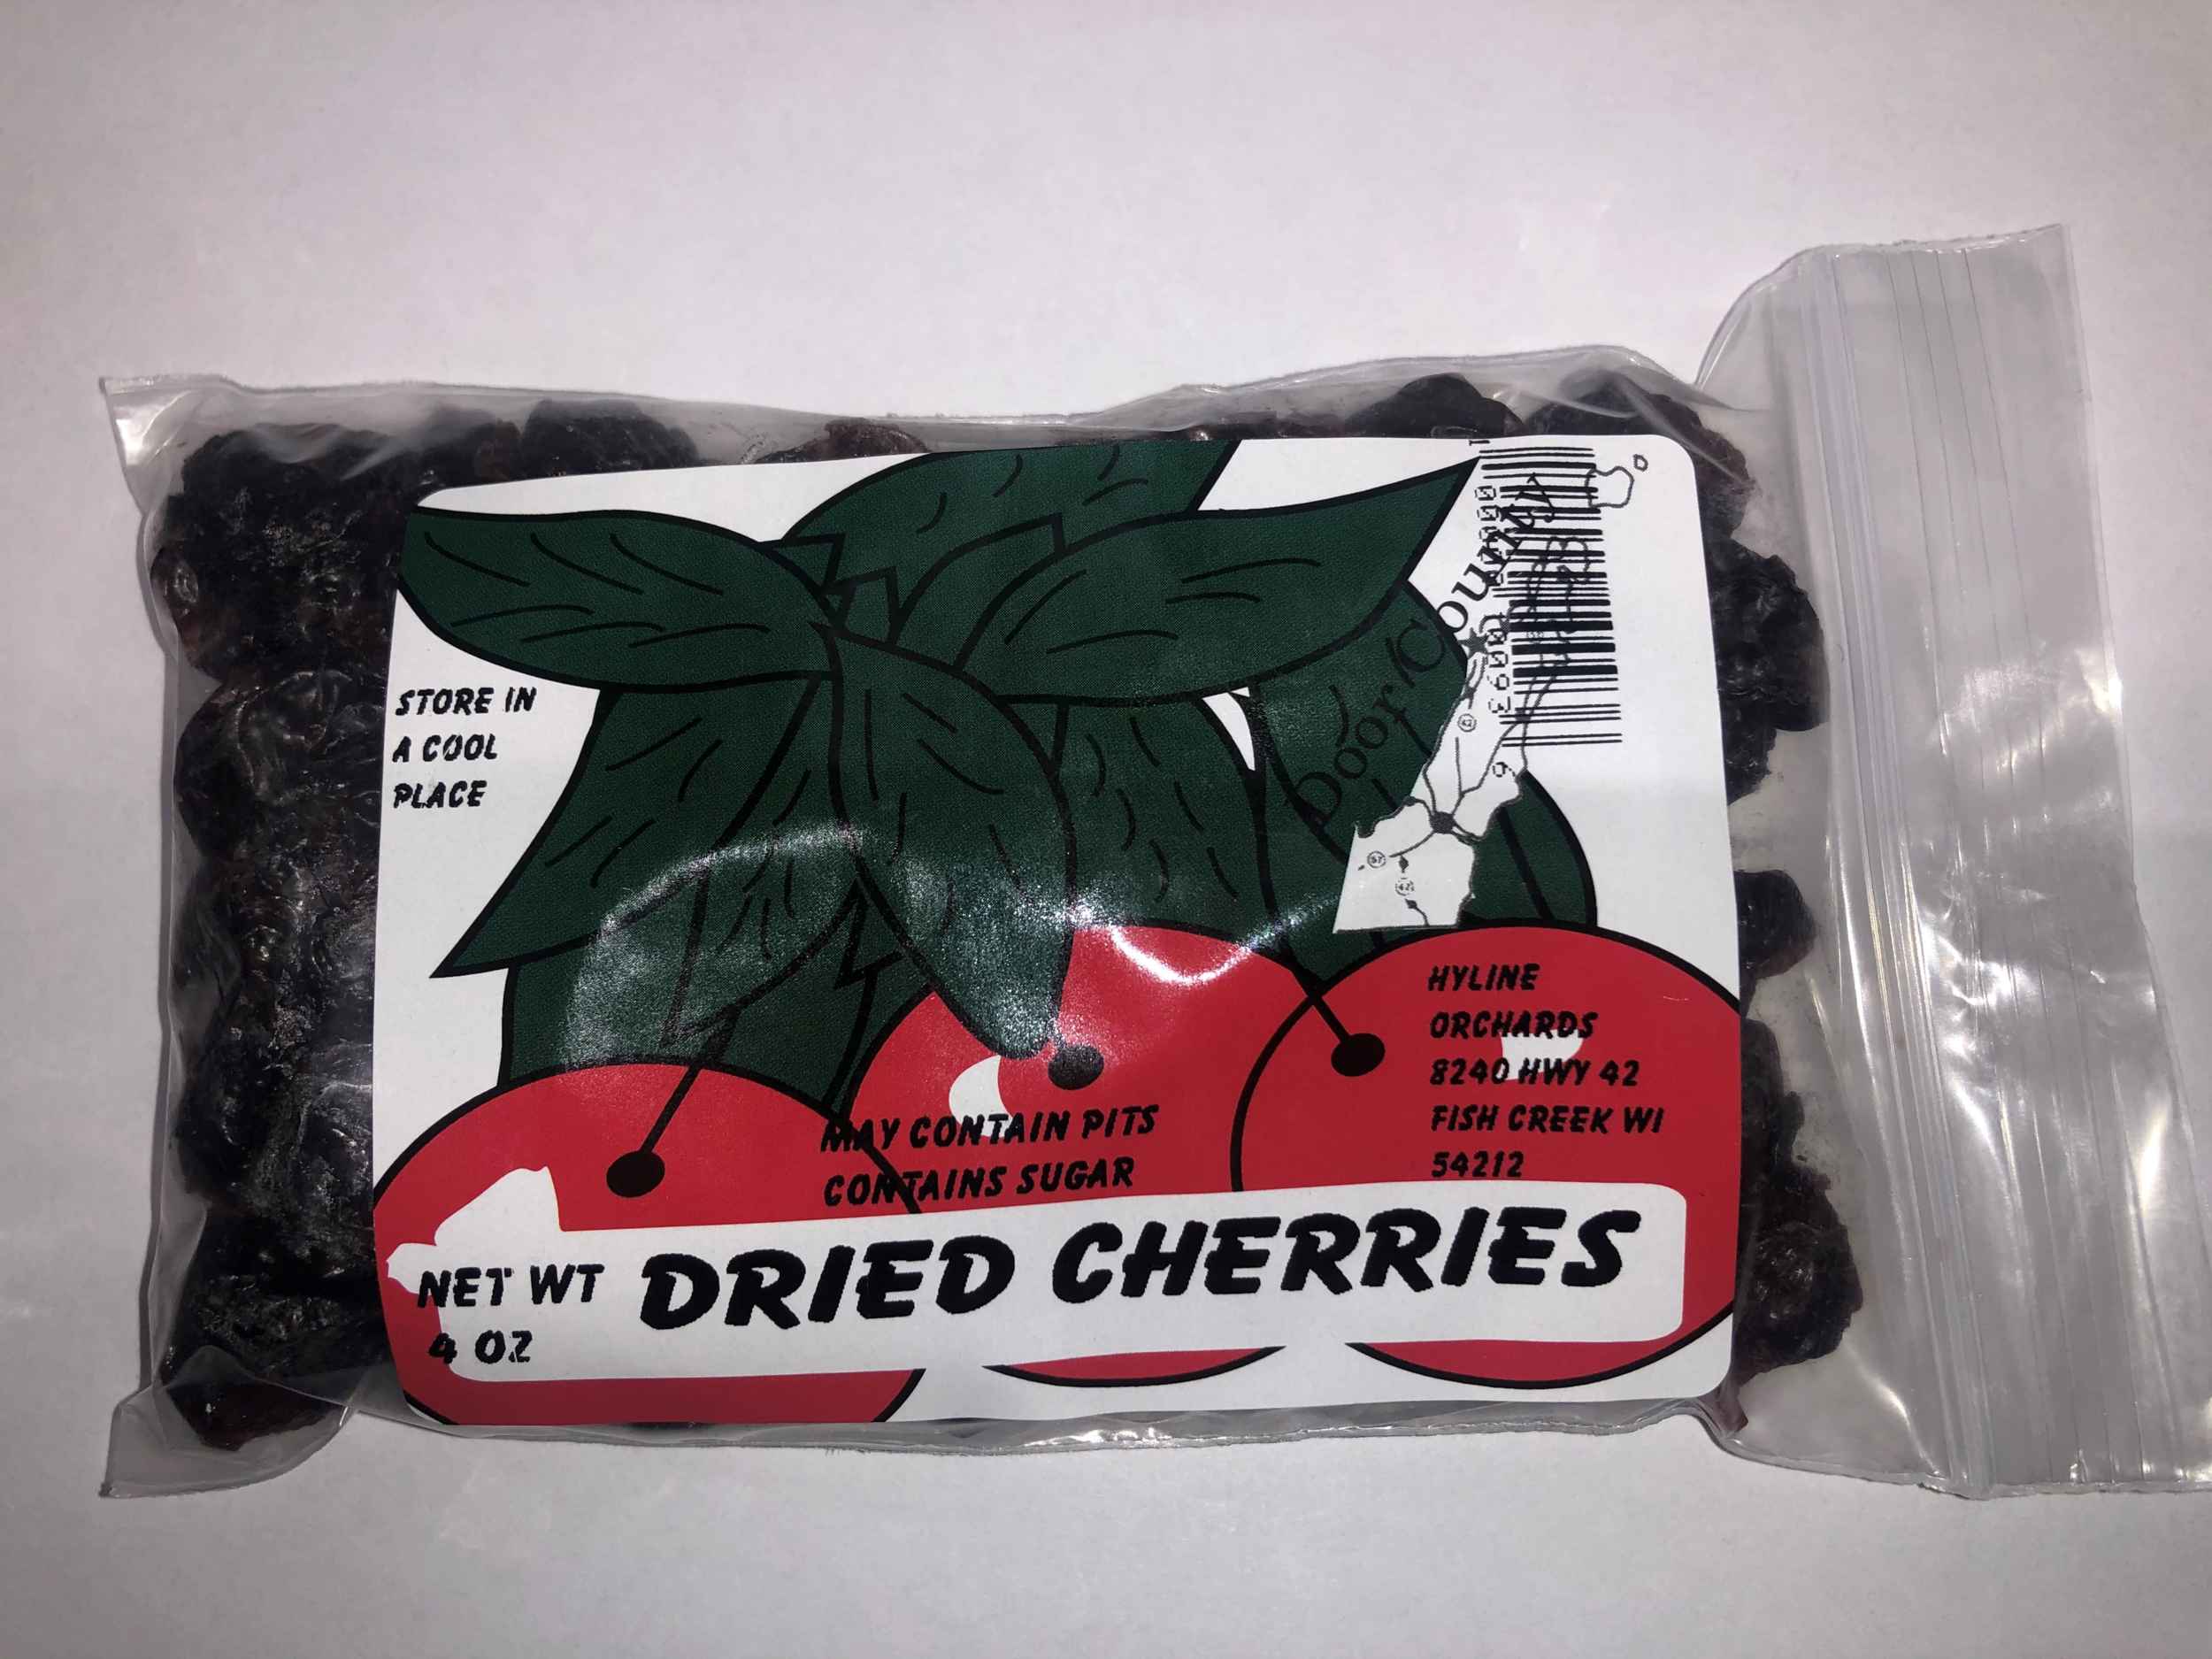 Door County
STORE IN
A COOL
PLACE
HYLINE
ORCHARDS
8240 HWY 42
FISH CREEK WI
54212
MAY CONTAIN PITS
CONTAINS SUGAR
NET WT
4 OZ
DRIED CHERRIES